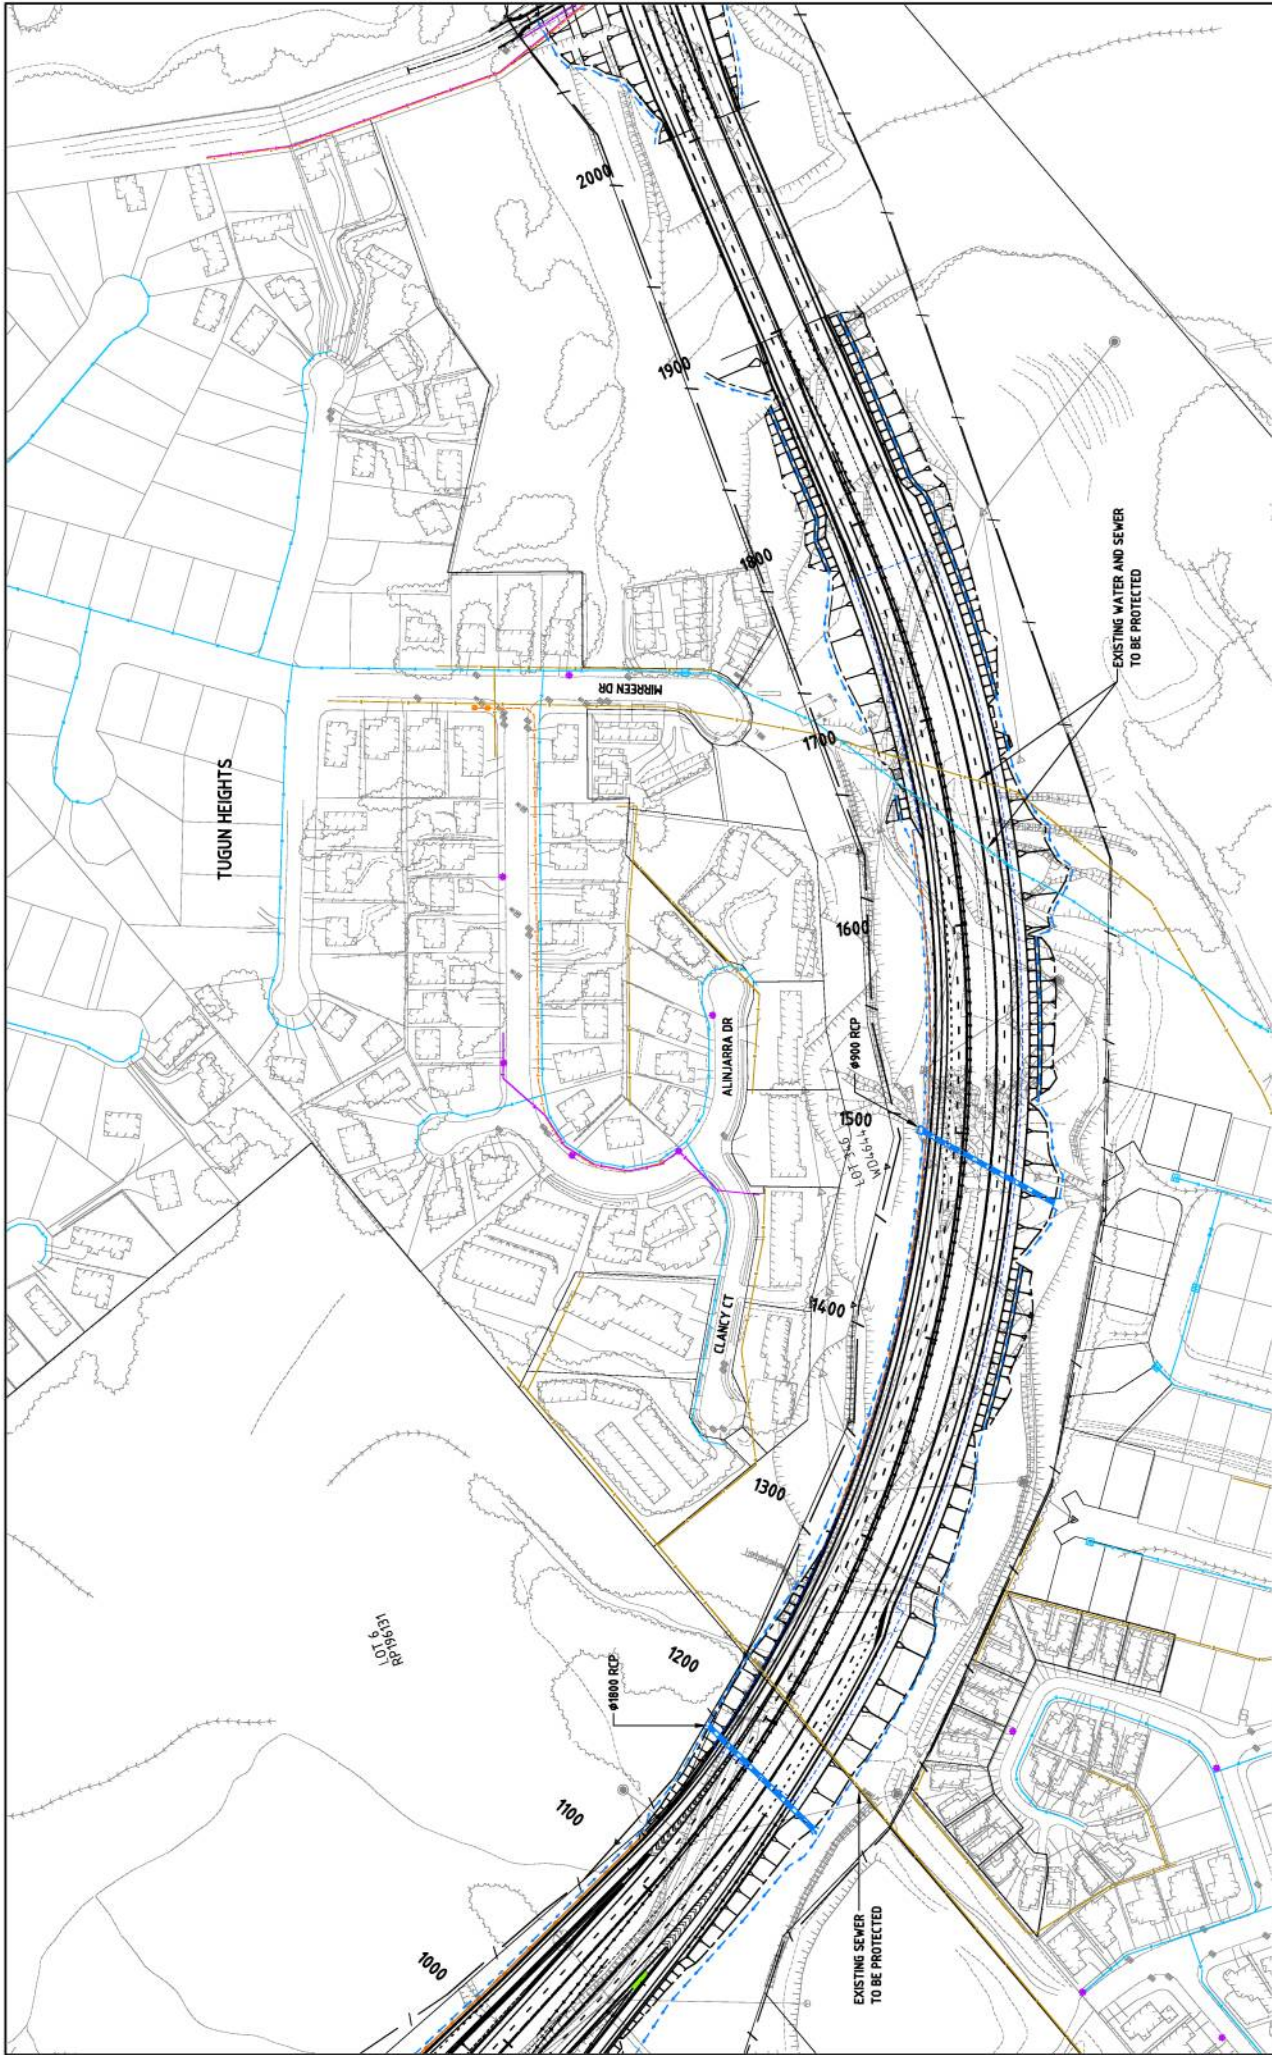 2000
1900
1800
EXISTING WATER AND SEWER
TO BE PROTECTED
MIRREEN DR
1700
TUGUN HEIGHTS
1600
ALINJARRA DR
Ø900 RCP
1500
LOT 346
WD4644
CLANCY CT
1400
1300
LOT 6
RP196131
1200
Ø1800 RCP
1100
1000
EXISTING SEWER
TO BE PROTECTED